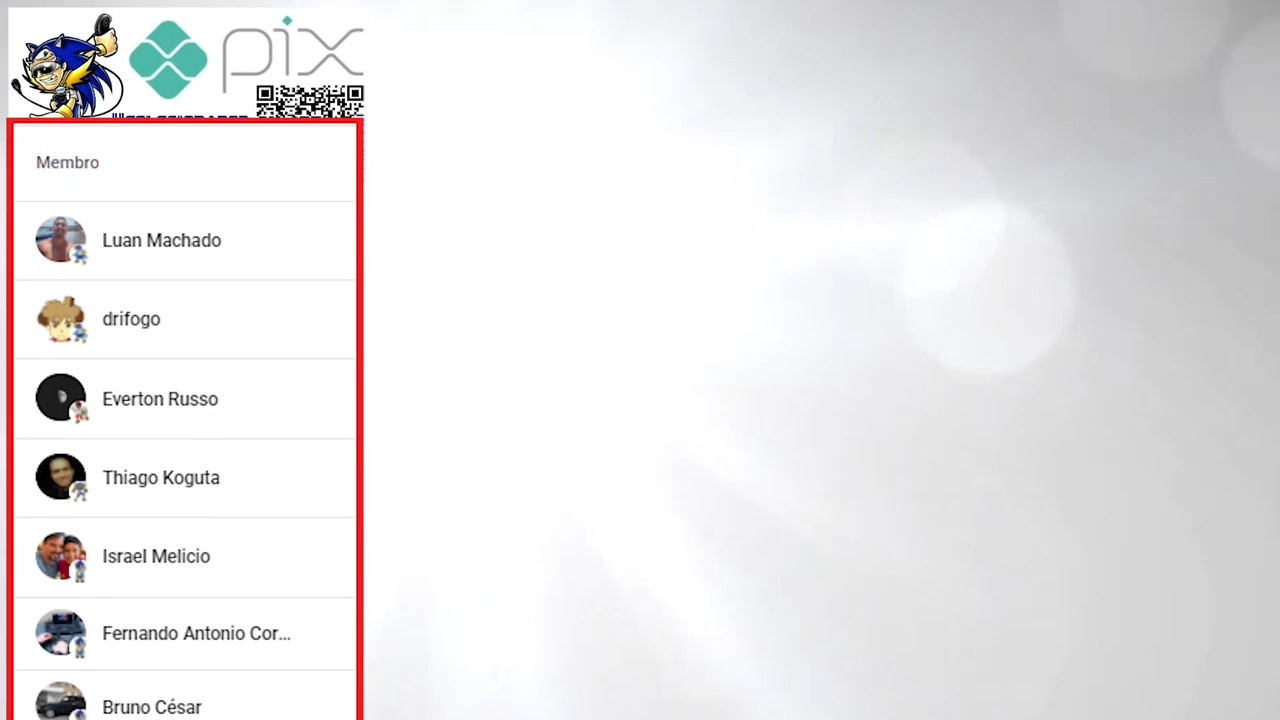 pix
Membro
Luan Machado
drifogo
Everton Russo
Thiago Koguta
Israel Melicio
Fernando Antonio Cor...
Bruno César